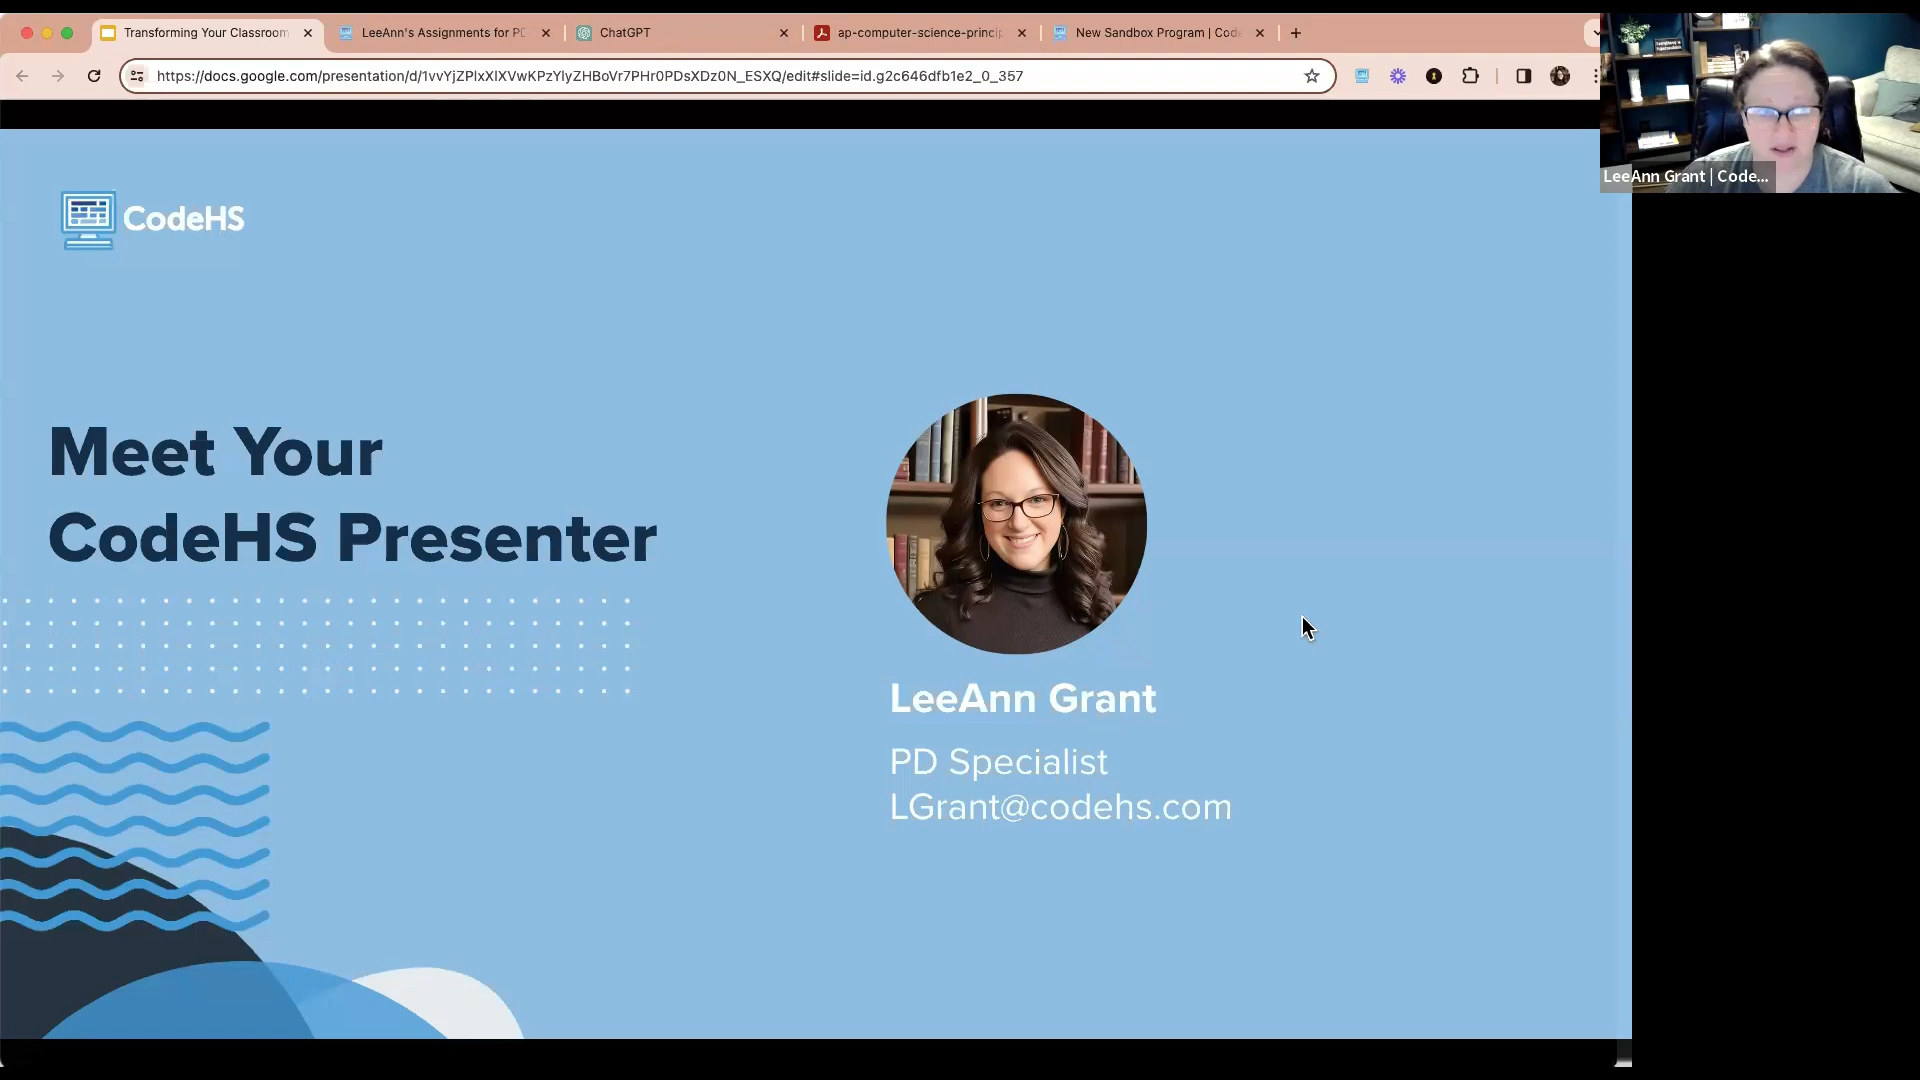 Transforming Your Classroom
LeeAnn's Assignments for PD
ChatGPT
ap-computer-science-princip
New Sandbox Program | Code
https://docs.google.com/presentation/d/1vvYjZPlxXlXVwKPzYlyZHBoVr7PHr0PDsXDz0N_ESXQ/edit#slide=id.g2c646dfb1e2_0_357
LeeAnn Grant | Code...
CodeHS
Meet Your
CodeHS Presenter
LeeAnn Grant
PD Specialist
LGrant@codehs.com